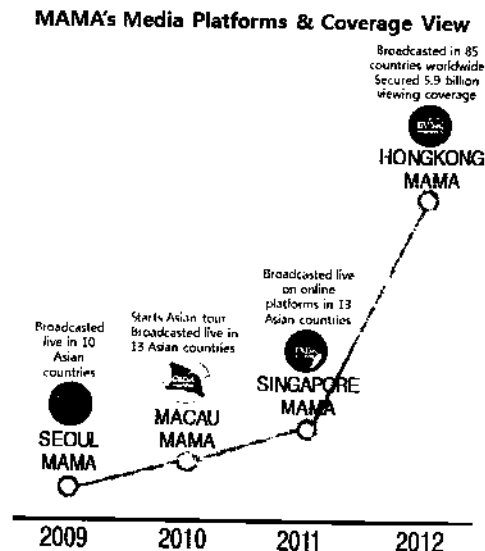 MAMA's Media Platforms & Coverage View
Broadcasted in 85
countries worldwide
Secured 5.9 billion
viewing coverage
HONGKONG
MAMA
Broadcasted live
on online
platforms in 13
Asian countries
SINGAPORE
MAMA
Starts Asian tour
Broadcasted live in
13 Asian countries
MACAU
MAMA
Broadcasted
live in 10
Asian
countries
SEOUL
MAMA
2009 2010 2011 2012